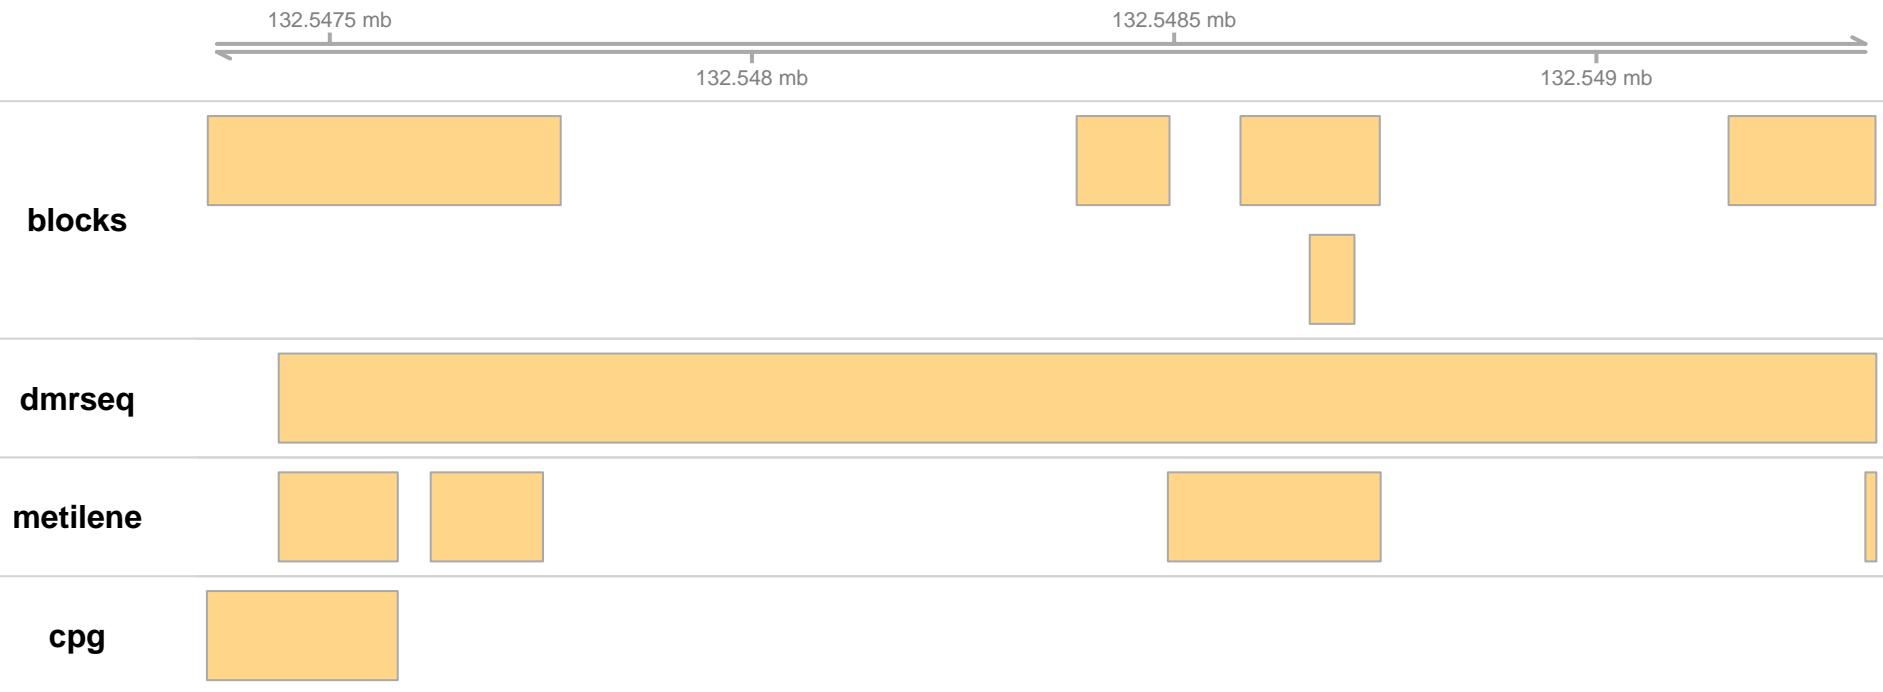 132.5475 mb
132.5485 mb
132.548 mb
132.549 mb
blocks
dmrseq
metilene
cpg